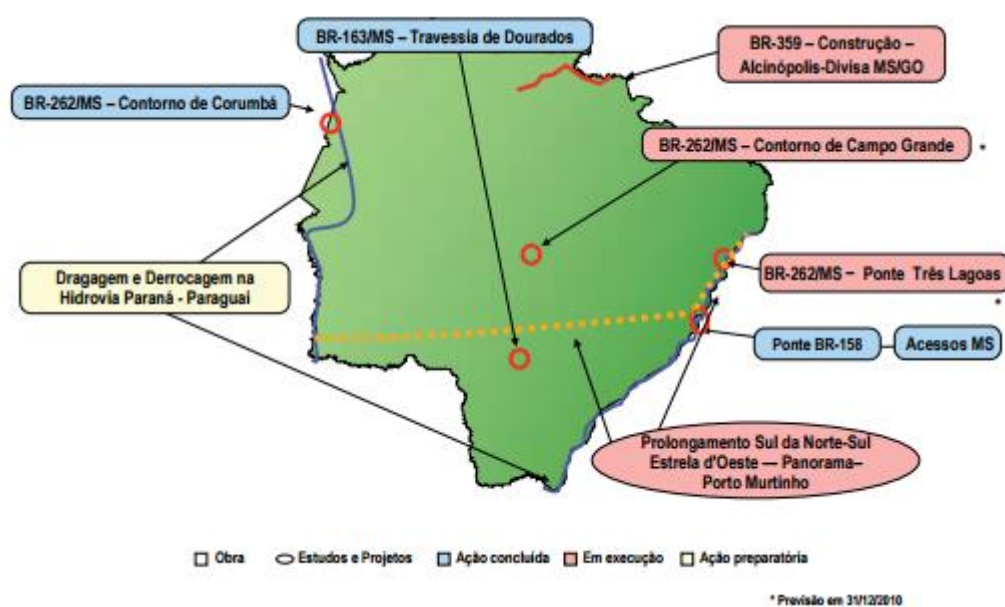 BR-163/MS – Travessia de Dourados
BR-359 – Construção –
Alcinópolis-Divisa MS/GO
BR-262/MS – Contorno de Corumbá
BR-262/MS – Contorno de Campo Grande
*
Dragagem e Derrocagem na
Hidrovia Paraná - Paraguai
BR-262/MS – Ponte Três Lagoas
*
Ponte BR-158
Acessos MS
Prolongamento Sul da Norte-Sul
Estrela d'Oeste — Panorama–
Porto Murtinho
Obra
Estudos e Projetos
Ação concluída
Em execução
Ação preparatória
* Previsão em 31/12/2010